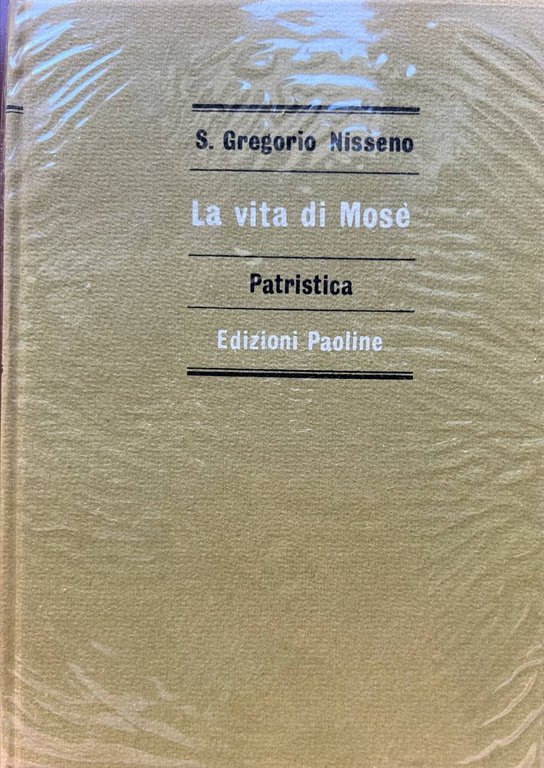 S. Gregorio Nisseno
La vita di Mosè
Patristica
Edizioni Paoline